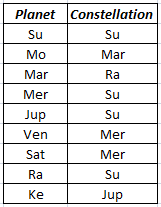 Planet Constellation
Su Su
Mo Mar
Mar Ra
Mer Su
Jup Su
Ven Mer
Sat Mer
Ra Su
Ke Jup